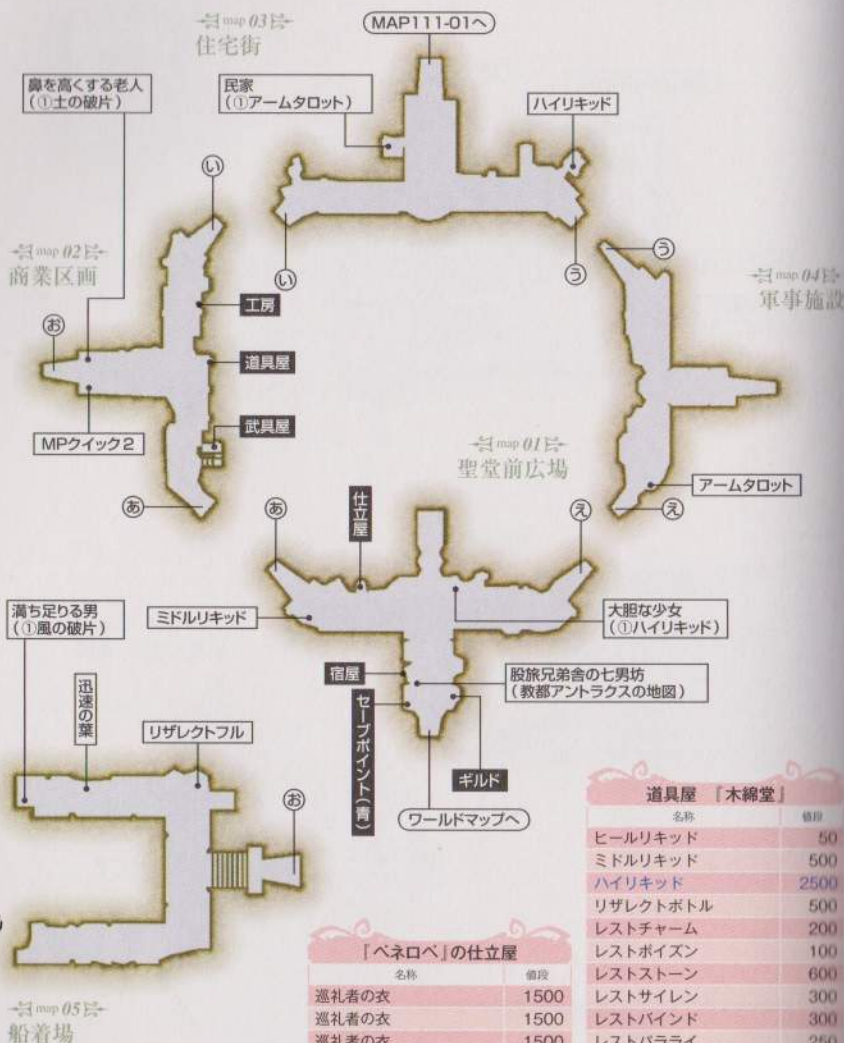 map 03
住宅街
MAP111-01へ
鼻を高くする老人
(①土の破片)
民家
(①アームタロット)
ハイリキッド
い
い
う
う
map 02
商業区画
map 04
軍事施設
お
工房
道具屋
武具屋
MPクイック2
あ
map 01
聖堂前広場
アームタロット
え
あ
仕立屋
え
満ち足りる男
(①風の破片)
ミドルリキッド
大胆な少女
(①ハイリキッド)
迅速の葉
リザレクトフル
宿屋
股旅兄弟舎の七男坊
(教都アントラクスの地図)
セーブポイント(青)
ギルド
ワールドマップへ
お
map 05
船着場
『ペネロペ』の仕立屋
名称 値段
巡礼者の衣 1500
巡礼者の衣 1500
巡礼者の衣 1500
道具屋 『木綿堂』
名称 値段
ヒールリキッド 50
ミドルリキッド 500
ハイリキッド 2500
リザレクトボトル 500
レストチャーム 200
レストポイズン 100
レストストーン 600
レストサイレン 300
レストバインド 300
レストパラライ 250